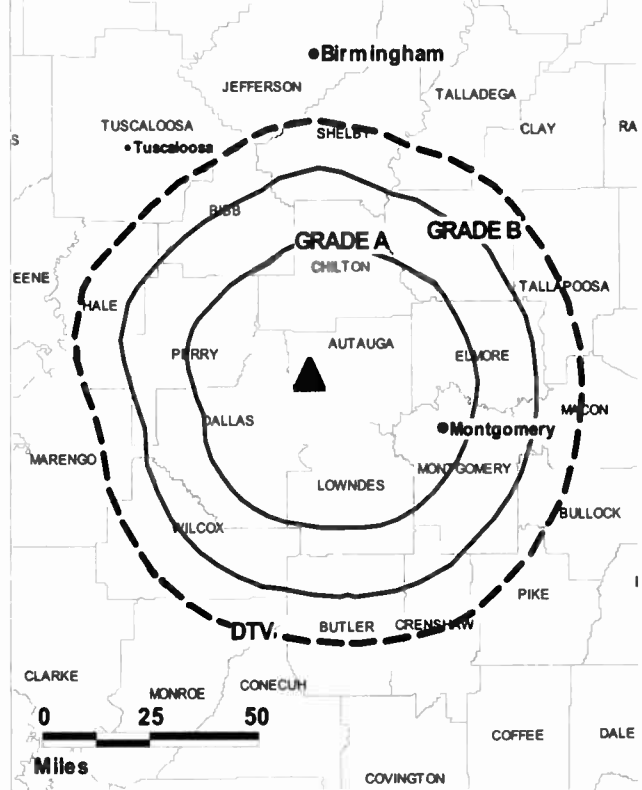 Birmingham
JEFFERSON
TALLADEGA
TUSCALOOSA
SHELBY
CLAY
RA
S
Tuscaloosa
BIBB
GRADE B
GRADE A
CHILTON
EENE
TALLAPOOSA
HALE
AUTAUGA
PERRY
ELMORE
MACON
DALLAS
Montgomery
MARENGO
MONTGOMERY
LOWNDES
BULLOCK
WILCOX
PIKE
DTV
BUTLER
CRENSHAW
CLARKE
CONECUH
MONROE
0 25 50
COFFEE
DALE
Miles
COVINGTON